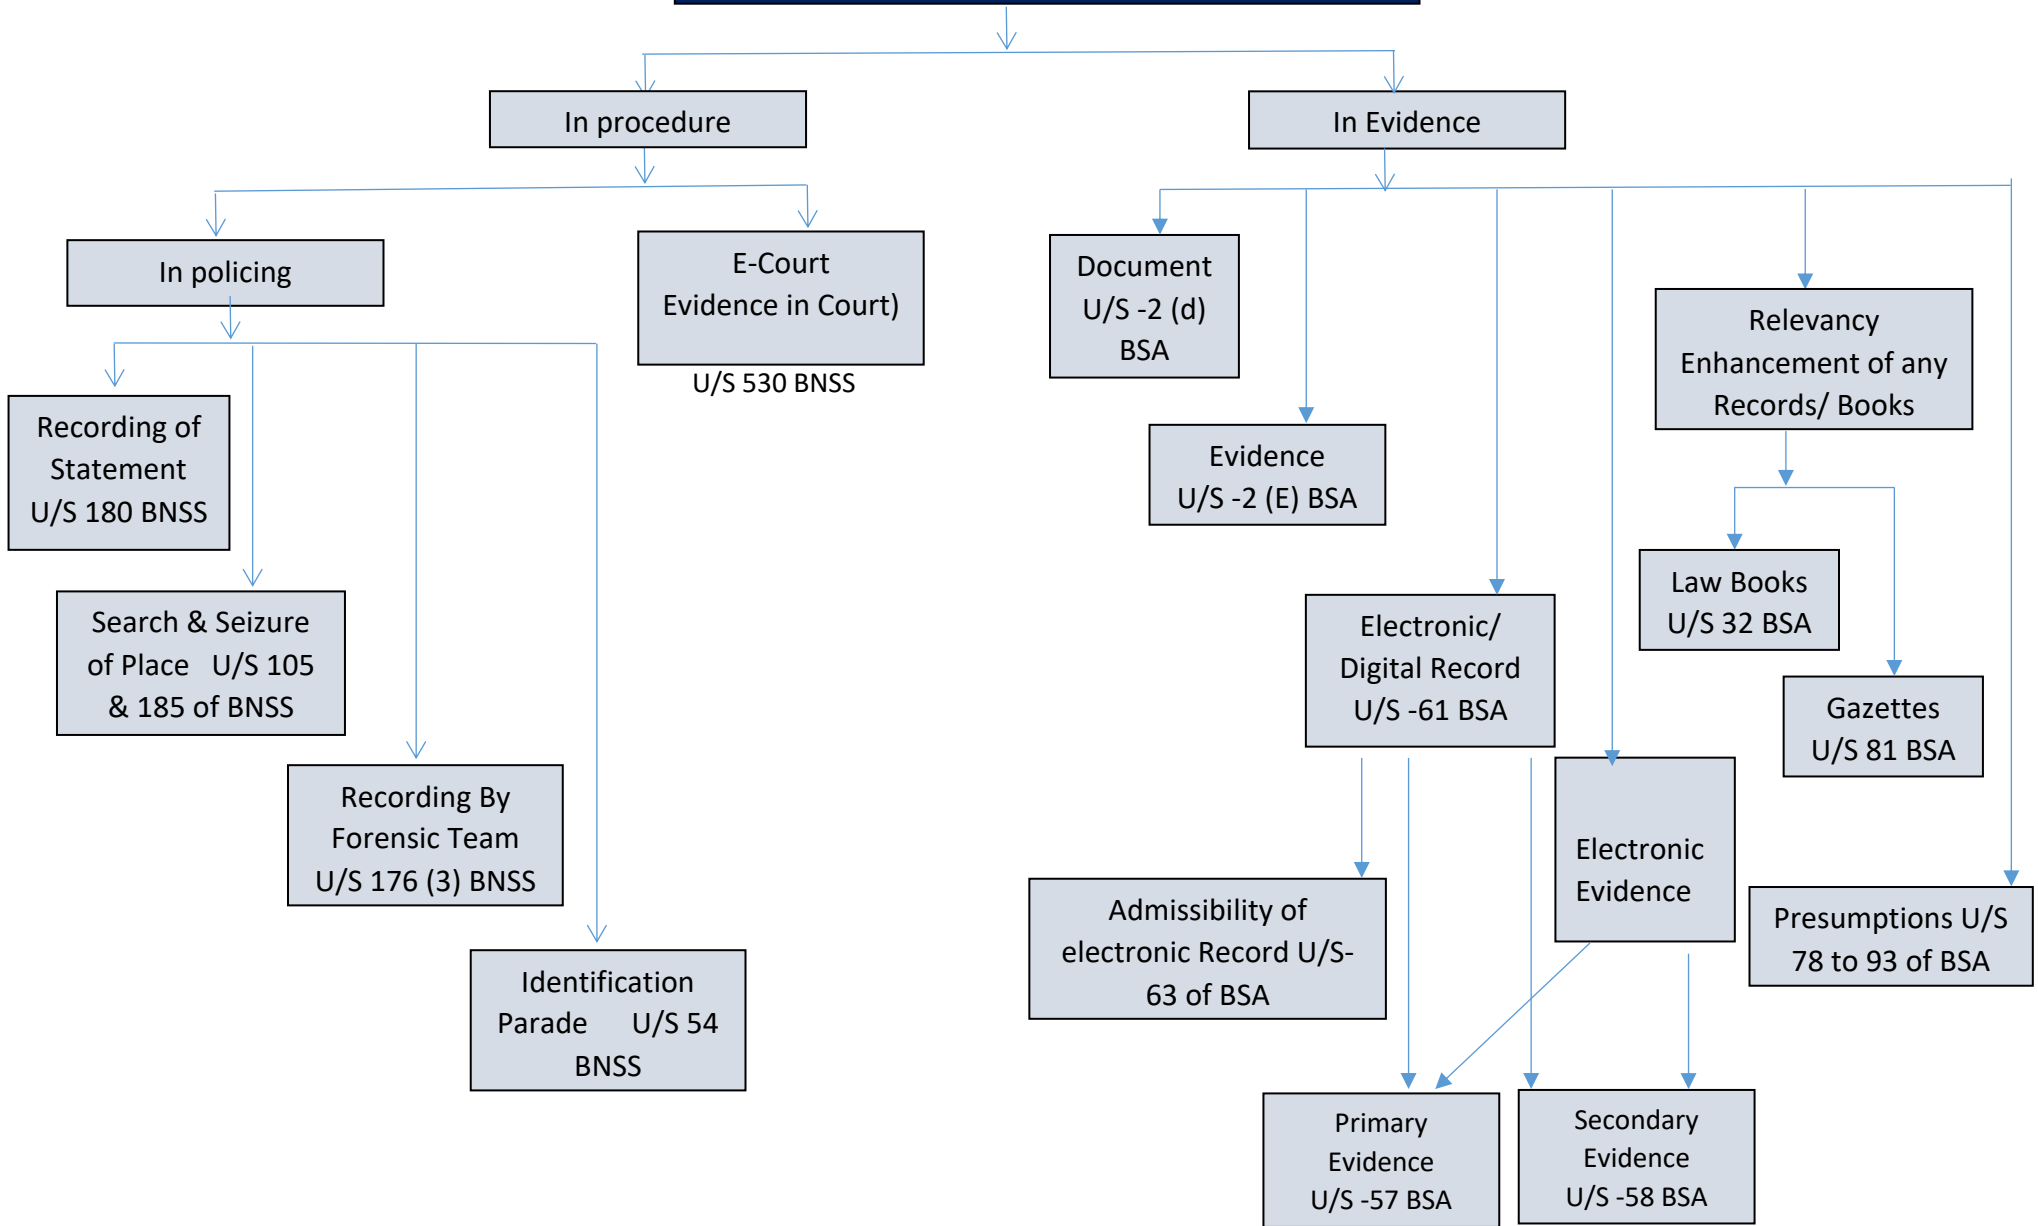 In procedure
In Evidence
In policing
E-Court
Evidence in Court)
U/S 530 BNSS
Document
U/S -2 (d)
BSA
Relevancy
Enhancement of any
Records/ Books
Recording of
Statement
U/S 180 BNSS
Evidence
U/S -2 (E) BSA
Law Books
U/S 32 BSA
Search & Seizure
of Place U/S 105
& 185 of BNSS
Electronic/
Digital Record
U/S -61 BSA
Gazettes
U/S 81 BSA
Recording By
Forensic Team
U/S 176 (3) BNSS
Electronic
Evidence
Admissibility of
electronic Record U/S-
63 of BSA
Presumptions U/S
78 to 93 of BSA
Identification
Parade U/S 54
BNSS
Primary
Evidence
U/S -57 BSA
Secondary
Evidence
U/S -58 BSA